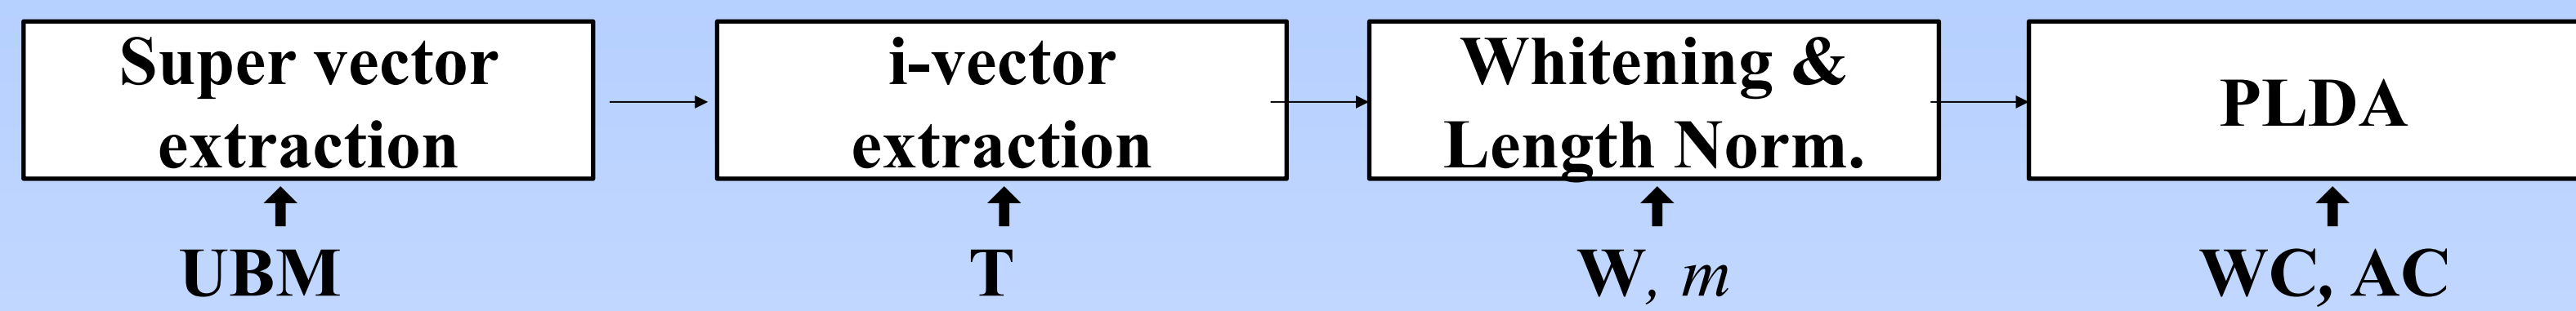 Super vector
extraction
i-vector
extraction
Whitening &
Length Norm.
PLDA
UBM
T
W, m
WC, AC